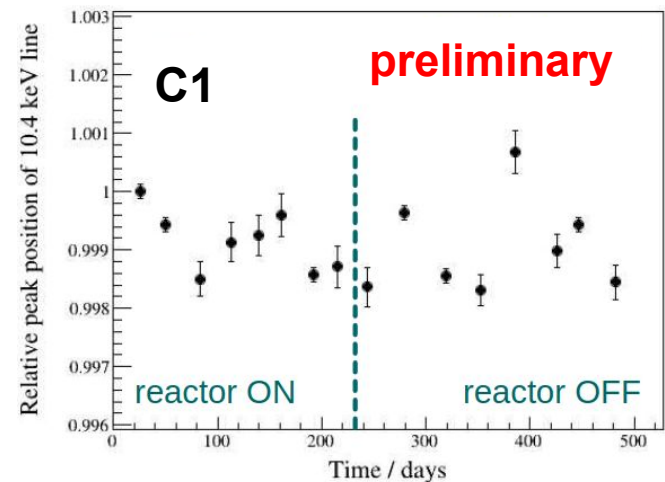 Relative peak position of 10.4 keV line
1.003
1.002
1.001
1
0.999
0.998
0.997
0.996
C1
preliminary
reactor ON
reactor OFF
0
100
200
300
400
500
Time / days